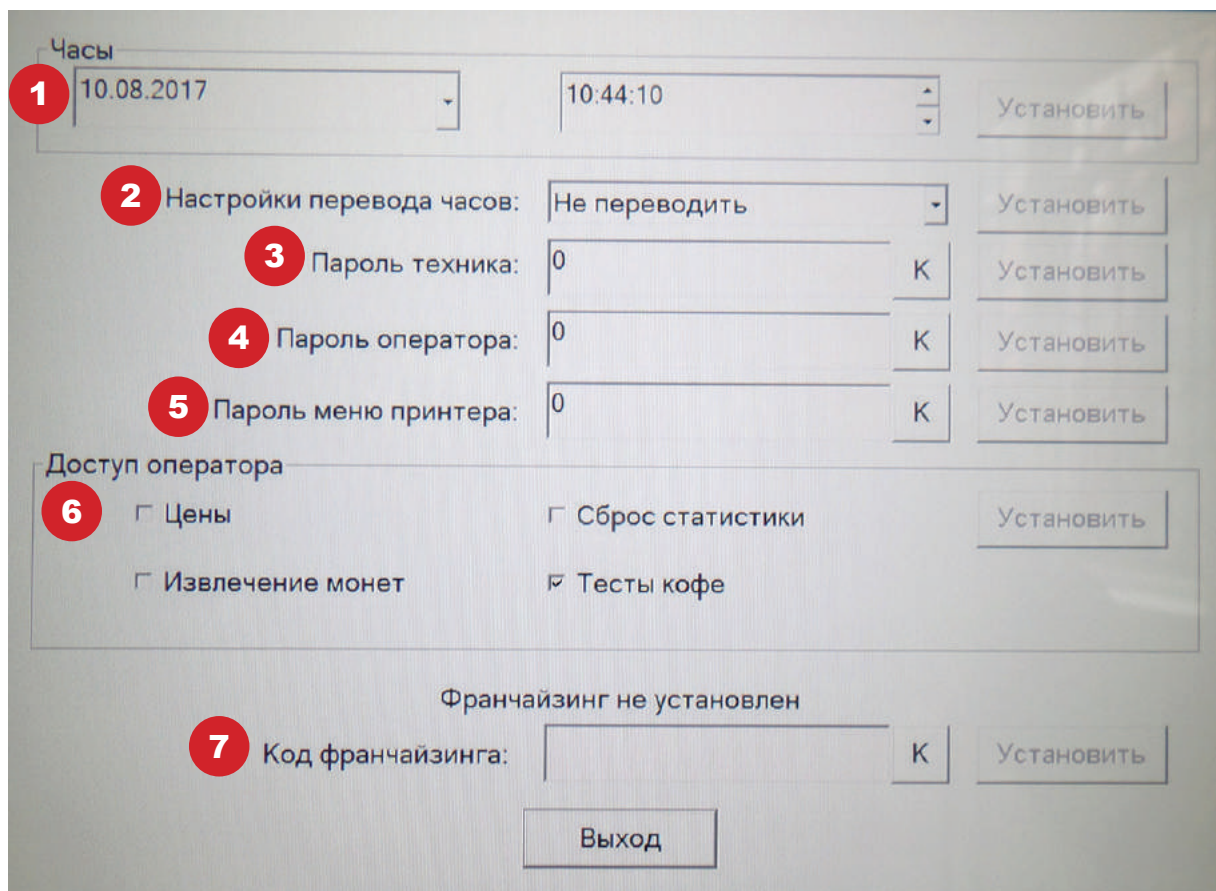 Часы
1 10.08.2017 10:44:10 Установить
2 Настройки перевода часов: Не переводить Установить
3 Пароль техника: 0 К Установить
4 Пароль оператора: 0 К Установить
5 Пароль меню принтера: 0 К Установить
Доступ оператора
6 Цены Сброс статистики Установить
Извлечение монет Тесты кофе
Франчайзинг не установлен
7 Код франчайзинга: К Установить
Выход